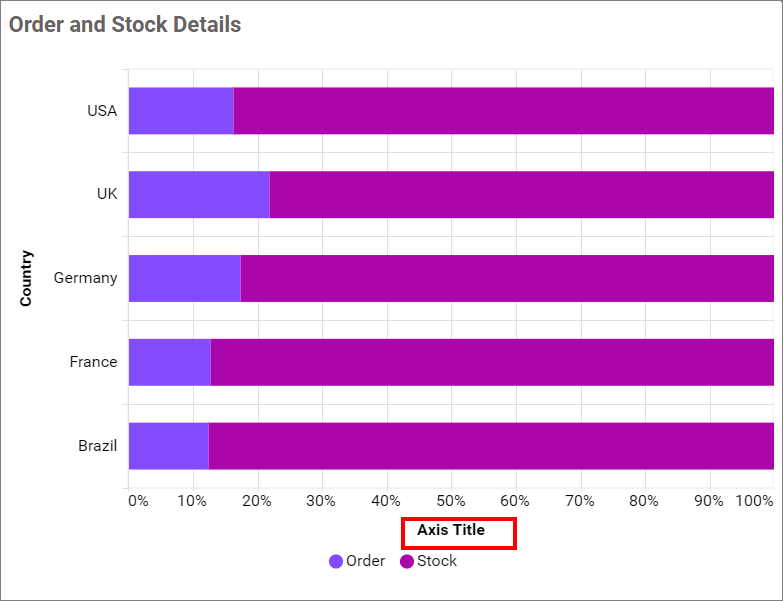 Order and Stock Details
USA
UK
Germany
France
Brazil
Country
0% 10% 20% 30% 40% 50% 60% 70% 80% 90% 100%
Axis Title
Order Stock